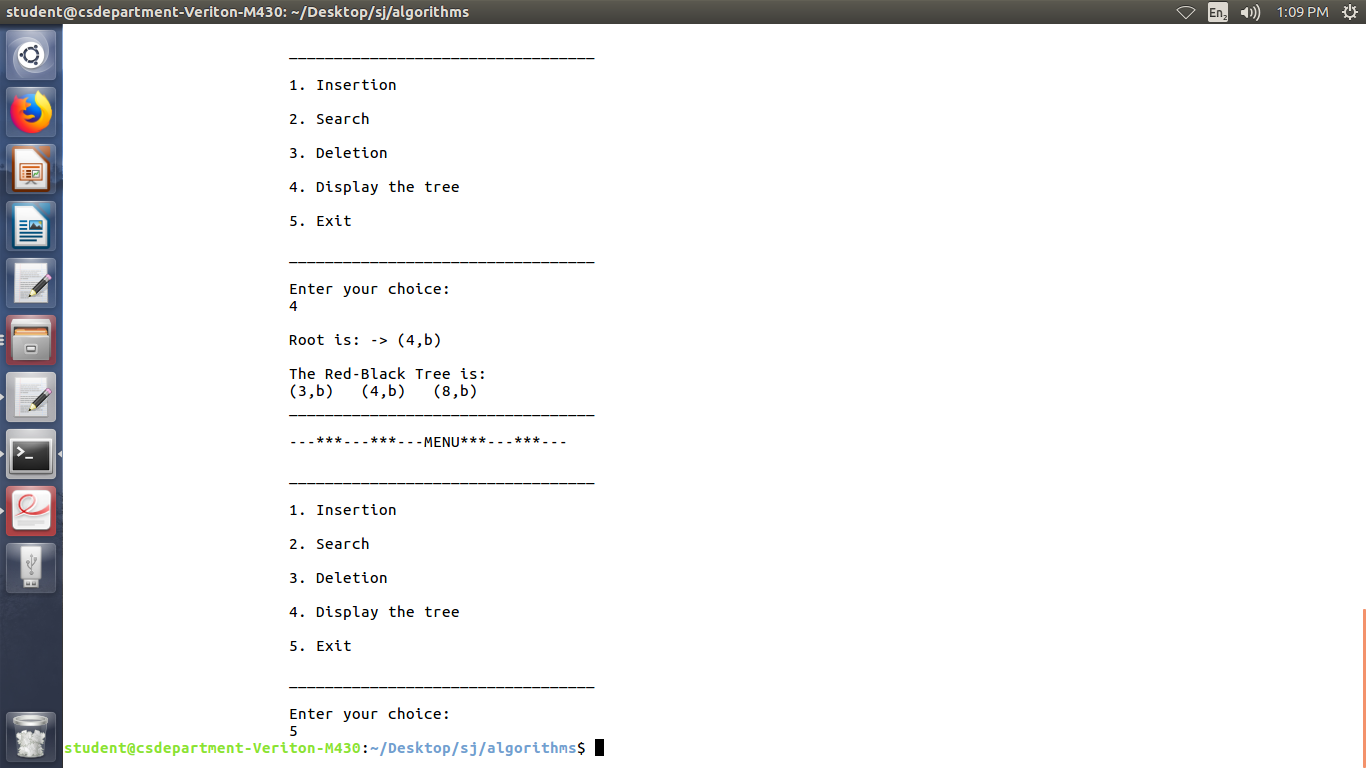 student@csdepartment-Veriton-M430: ~/Desktop/sj/algorithms
En2 1:09 PM
__________________________________
1. Insertion
2. Search
3. Deletion
4. Display the tree
5. Exit
__________________________________
Enter your choice:
4
Root is: -> (4,b)
The Red-Black Tree is:
(3,b)   (4,b)   (8,b)
__________________________________
---***---***---MENU***---***---
__________________________________
1. Insertion
2. Search
3. Deletion
4. Display the tree
5. Exit
__________________________________
Enter your choice:
5
student@csdepartment-Veriton-M430:~/Desktop/sj/algorithms$